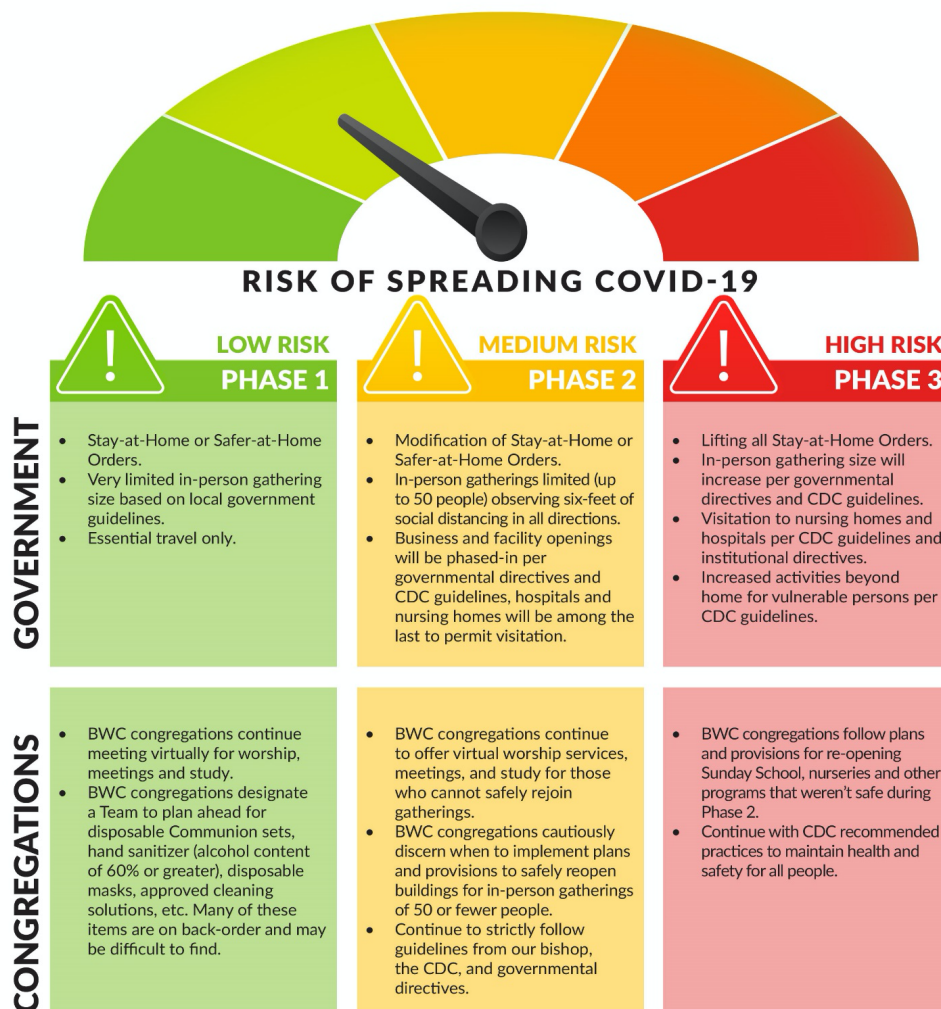 RISK OF SPREADING COVID-19
LOW RISK
PHASE 1
MEDIUM RISK
PHASE 2
HIGH RISK
PHASE 3
GOVERNMENT
• Stay-at-Home or Safer-at-Home
Orders.
• Very limited in-person gathering
size based on local government
guidelines.
• Essential travel only.
• Modification of Stay-at-Home or
Safer-at-Home Orders.
• In-person gatherings limited (up
to 50 people) observing six-feet of
social distancing in all directions.
• Business and facility openings
will be phased-in per
governmental directives and
CDC guidelines, hospitals and
nursing homes will be among the
last to permit visitation.
• Lifting all Stay-at-Home Orders.
• In-person gathering size will
increase per governmental
directives and CDC guidelines.
• Visitation to nursing homes and
hospitals per CDC guidelines and
institutional directives.
• Increased activities beyond
home for vulnerable persons per
CDC guidelines.
CONGREGATIONS
• BWC congregations continue
meeting virtually for worship,
meetings and study.
• BWC congregations designate
a Team to plan ahead for
disposable Communion sets,
hand sanitizer (alcohol content
of 60% or greater), disposable
masks, approved cleaning
solutions, etc. Many of these
items are on back-order and may
be difficult to find.
• BWC congregations continue
to offer virtual worship services,
meetings, and study for those
who cannot safely rejoin
gatherings.
• BWC congregations cautiously
discern when to implement plans
and provisions to safely reopen
buildings for in-person gatherings
of 50 or fewer people.
• Continue to strictly follow
guidelines from our bishop,
the CDC, and governmental
directives.
• BWC congregations follow plans
and provisions for re-opening
Sunday School, nurseries and other
programs that weren't safe during
Phase 2.
• Continue with CDC recommended
practices to maintain health and
safety for all people.